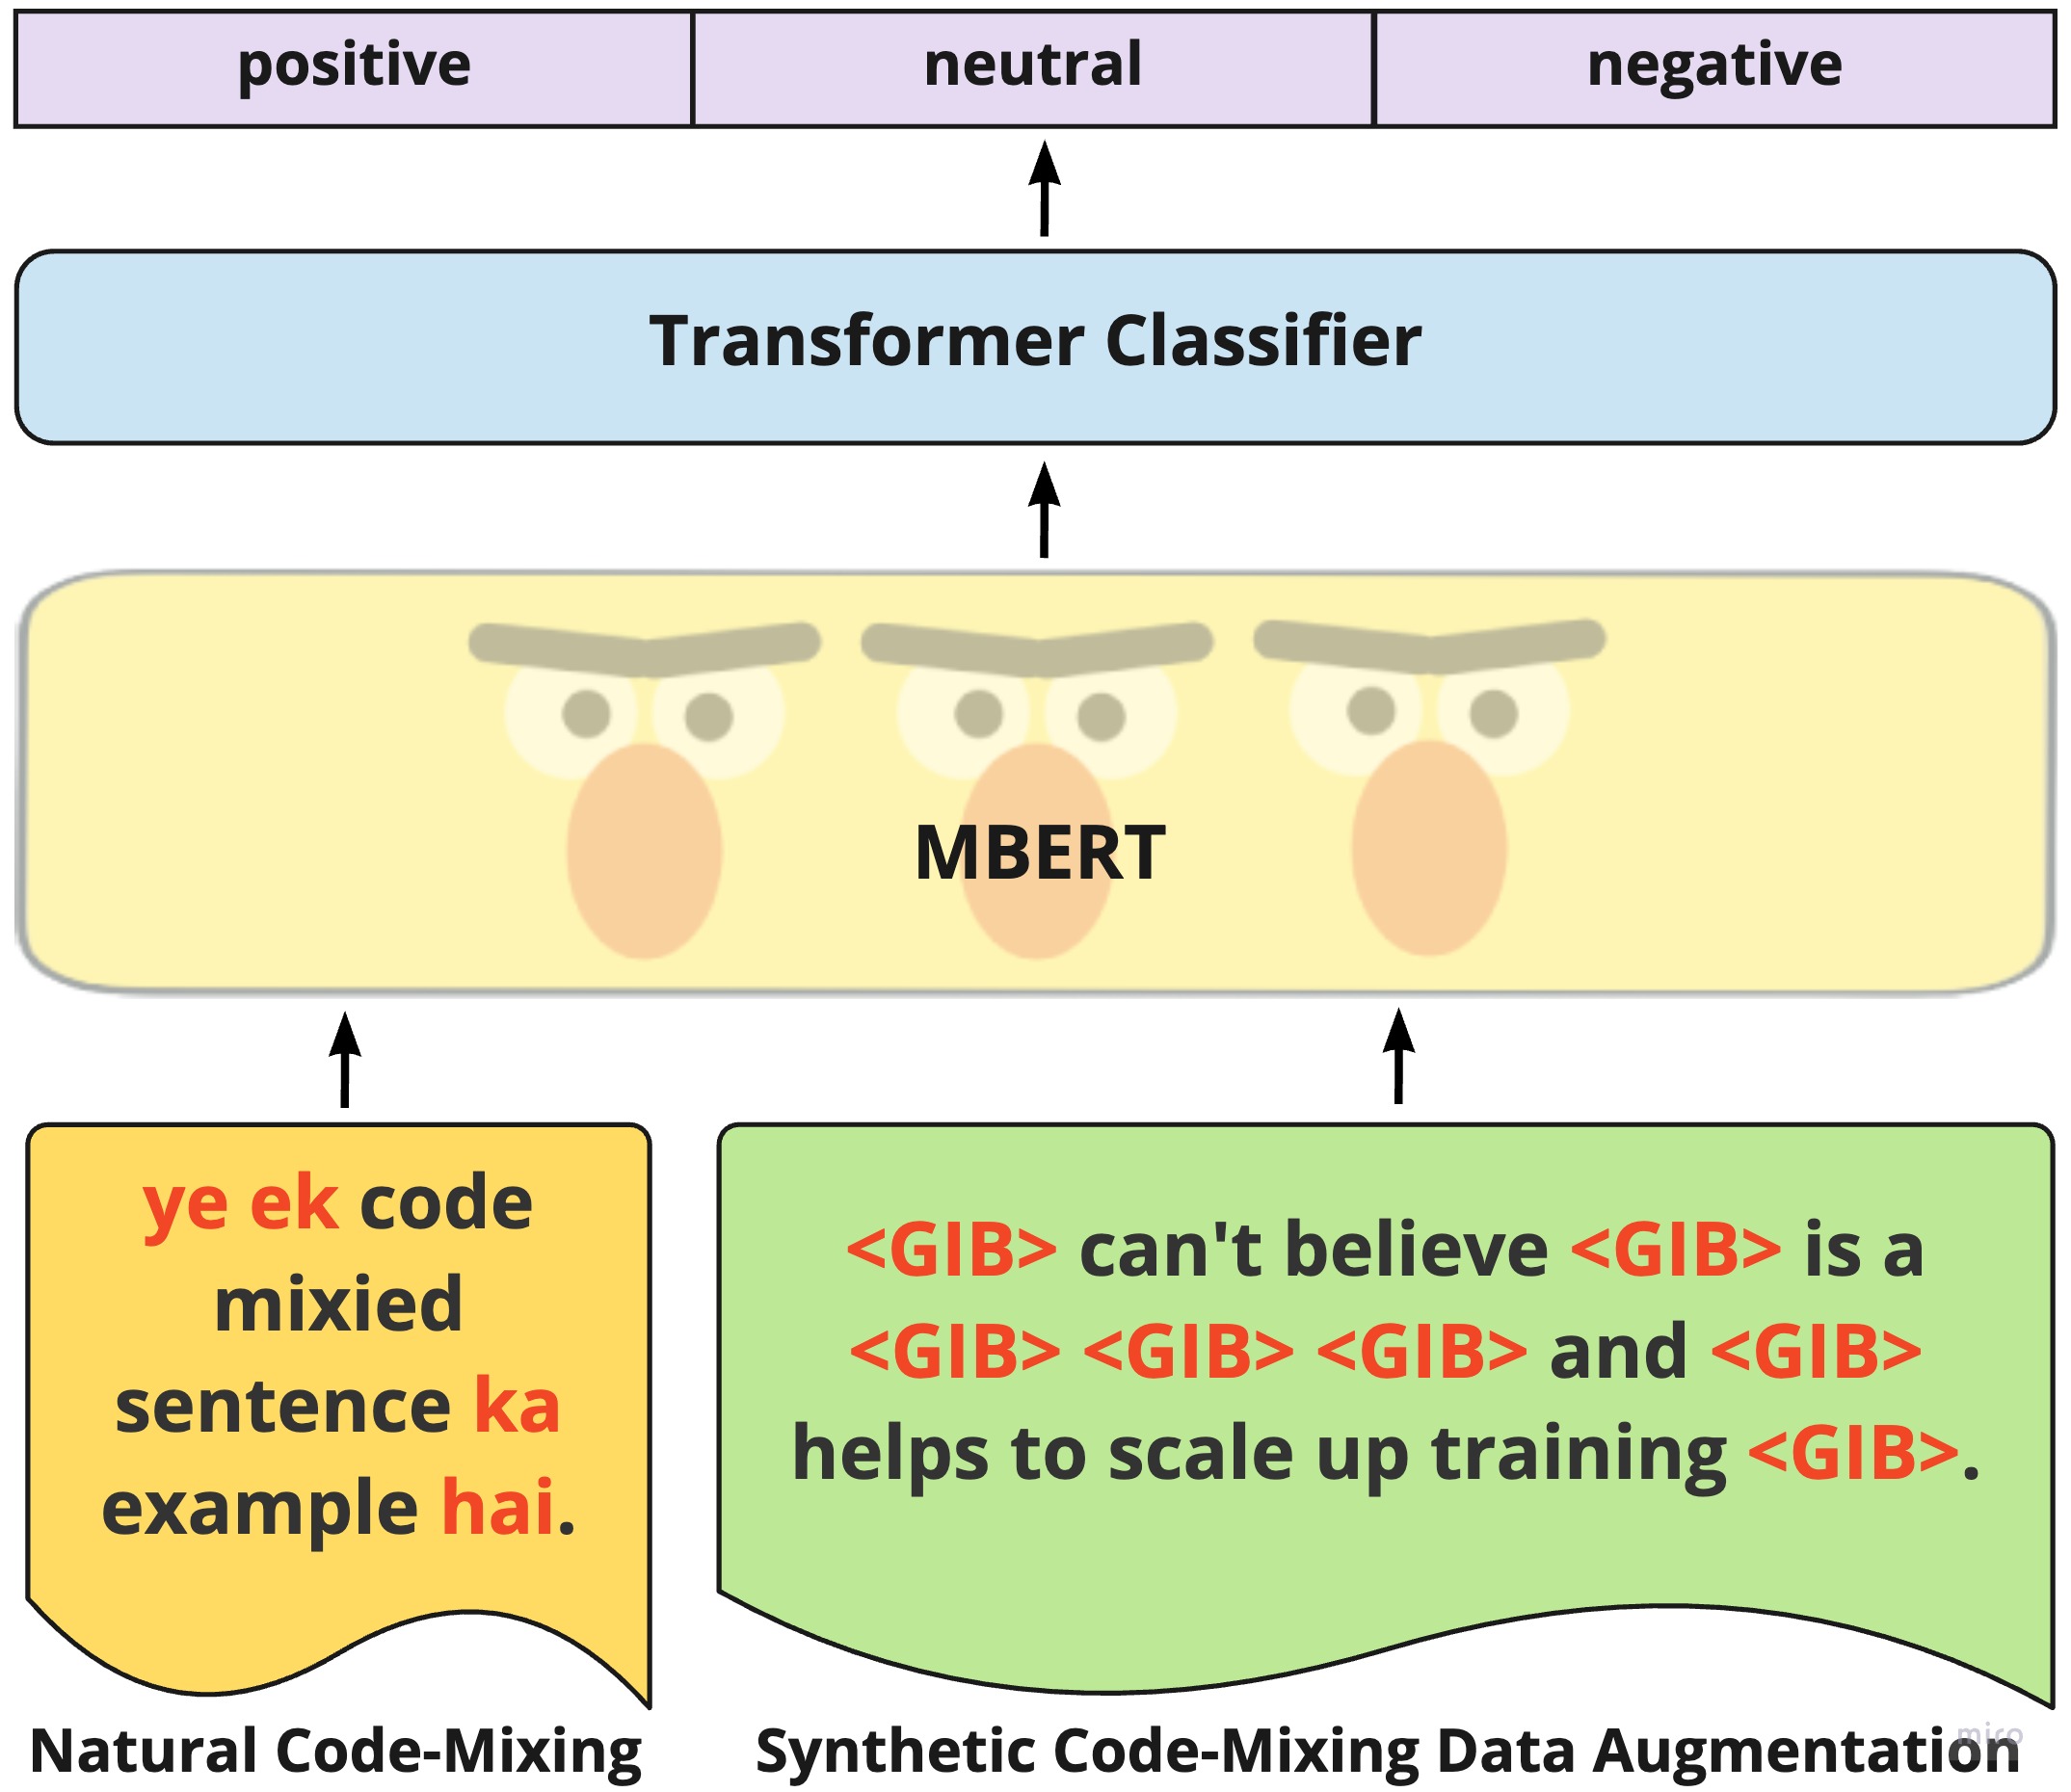 positive neutral negative
Transformer Classifier
MBERT
ye ek code
mixied
sentence ka
example hai.
<GIB> can't believe <GIB> is a
<GIB> <GIB> <GIB> and <GIB>
helps to scale up training <GIB>.
Natural Code-Mixing
Synthetic Code-Mixing Data Augmentation
miro